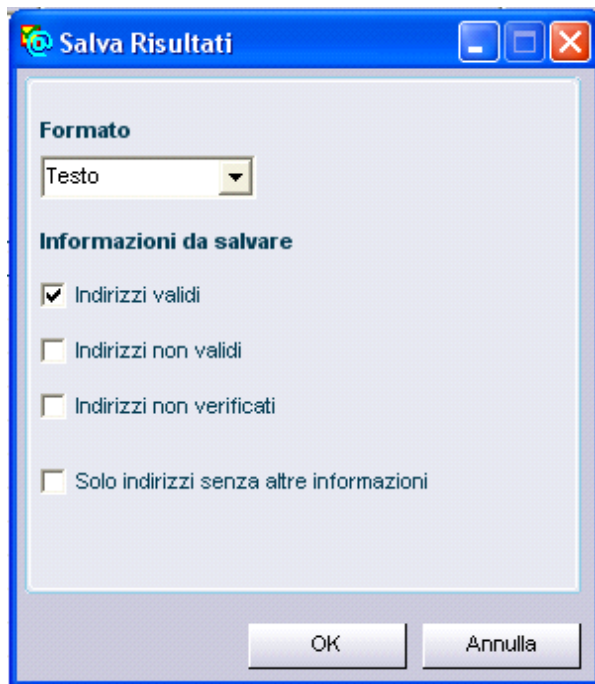 Salva Risultati
Formato
Testo
Informazioni da salvare
Indirizzi validi
Indirizzi non validi
Indirizzi non verificati
Solo indirizzi senza altre informazioni
OK
Annulla